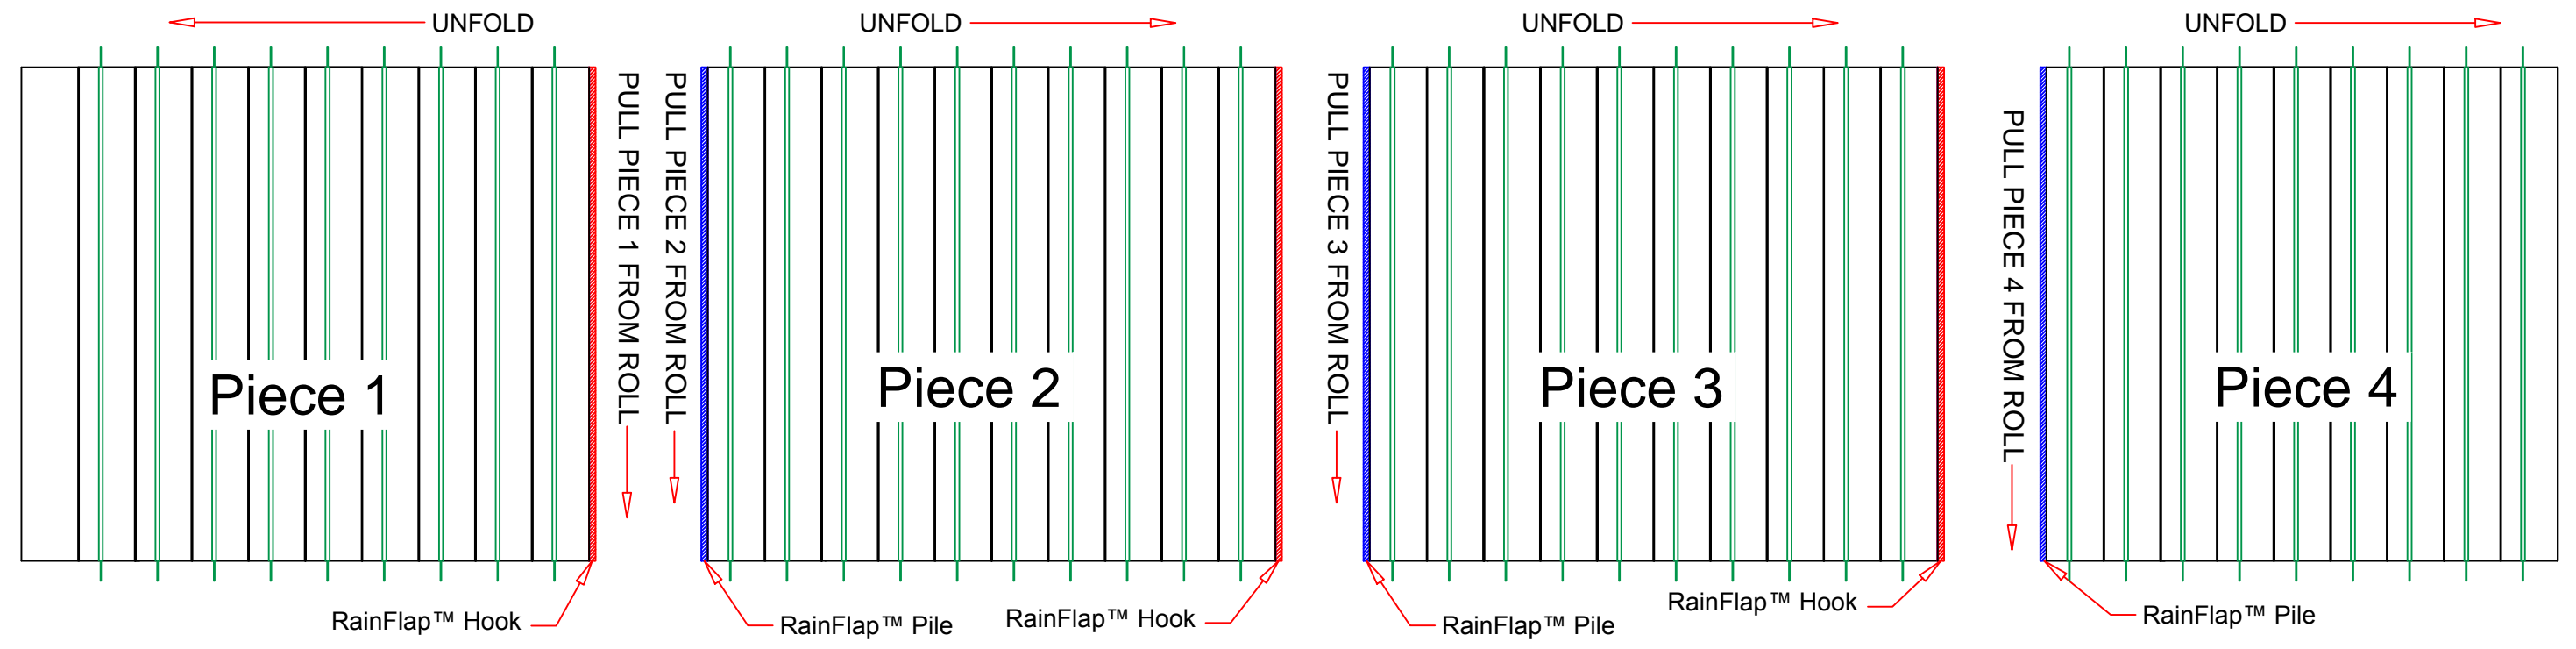 UNFOLD
UNFOLD
UNFOLD
UNFOLD
PULL PIECE 1 FROM ROLL
PULL PIECE 2 FROM ROLL
PULL PIECE 3 FROM ROLL
PULL PIECE 4 FROM ROLL
Piece 1
Piece 2
Piece 3
Piece 4
RainFlap™ Hook
RainFlap™ Pile
RainFlap™ Hook
RainFlap™ Pile
RainFlap™ Hook
RainFlap™ Pile